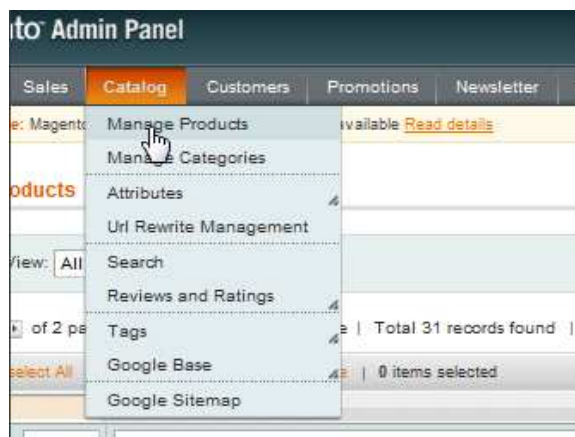 to Admin Panel
Sales Catalog Customers Promotions Newsletter
e: Magento
available Read details
Manage Products
Manage Categories
oducts
Attributes
Url Rewrite Management
View: All
Search
Reviews and Ratings
of 2 pa
| Total 31 records found |
Tags
select All
Google Base
| 0 items selected
Google Sitemap